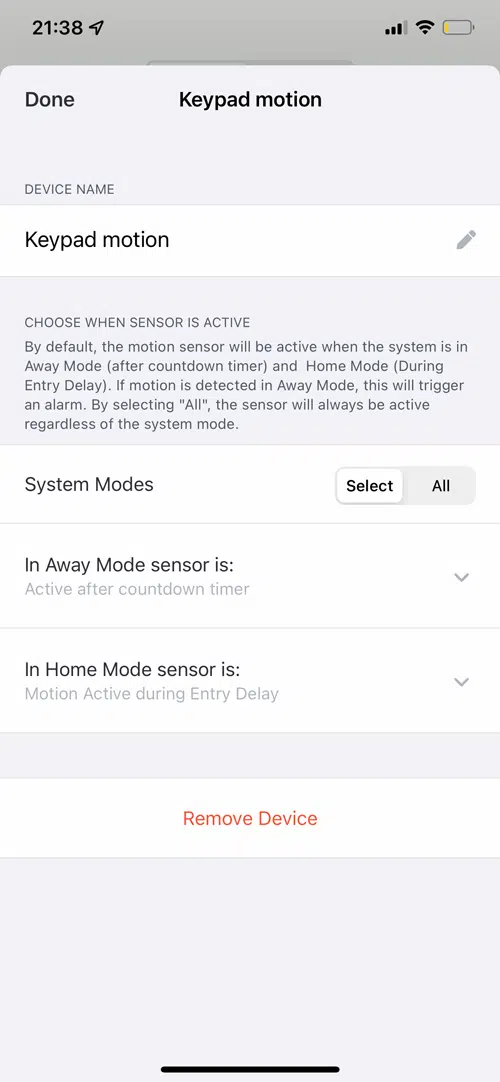 21:38
Done
Keypad motion
DEVICE NAME
Keypad motion
CHOOSE WHEN SENSOR IS ACTIVE
By default, the motion sensor will be active when the system is in
Away Mode (after countdown timer) and  Home Mode (During
Entry Delay). If motion is detected in Away Mode, this will trigger
an alarm. By selecting "All", the sensor will always be active
regardless of the system mode.
System Modes
Select
All
In Away Mode sensor is:
Active after countdown timer
In Home Mode sensor is:
Motion Active during Entry Delay
Remove Device